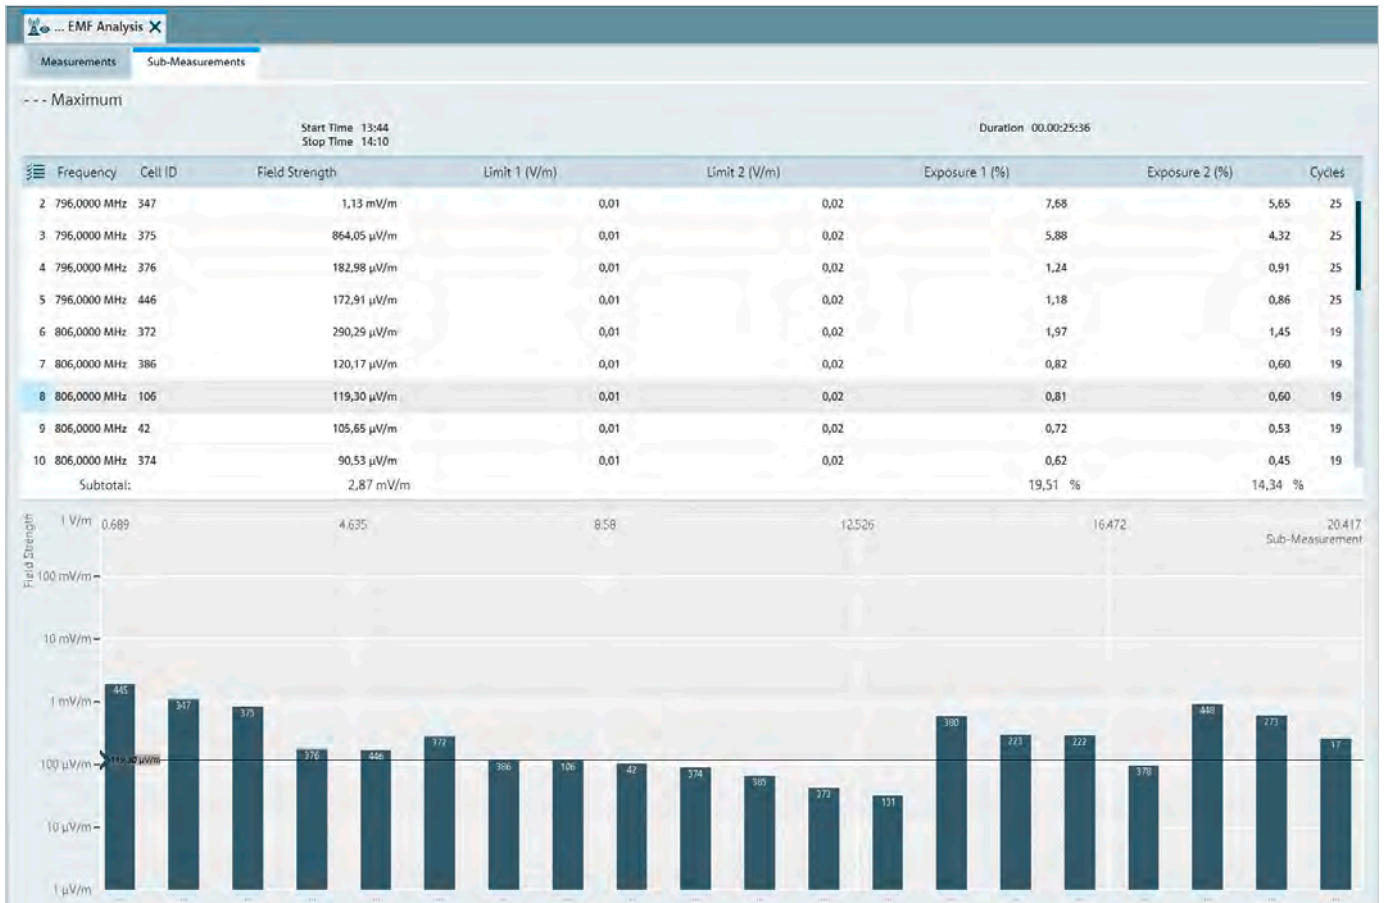 ... EMF Analysis X
Measurements Sub-Measurements
--- Maximum
Start Time 13:44 Duration 00.00:25:36
Stop Time 14:10
Frequency Cell ID Field Strength Limit 1 (V/m) Limit 2 (V/m) Exposure 1 (%) Exposure 2 (%) Cycles
2 796,0000 MHz 347 1,13 mV/m 0,01 0,02 7,68 5,65 25
3 796,0000 MHz 375 864,05 µV/m 0,01 0,02 5,88 4,32 25
4 796,0000 MHz 376 182,98 µV/m 0,01 0,02 1,24 0,91 25
5 796,0000 MHz 446 172,91 µV/m 0,01 0,02 1,18 0,86 25
6 806,0000 MHz 372 290,29 µV/m 0,01 0,02 1,97 1,45 19
7 806,0000 MHz 386 120,17 µV/m 0,01 0,02 0,82 0,60 19
8 806,0000 MHz 106 119,30 µV/m 0,01 0,02 0,81 0,60 19
9 806,0000 MHz 42 105,65 µV/m 0,01 0,02 0,72 0,53 19
10 806,0000 MHz 374 90,53 µV/m 0,01 0,02 0,62 0,45 19
Subtotal: 2,87 mV/m 19,51 % 14,34 %
Field Strength
1 V/m 0.689 4.635 8.58 12.526 16.472 20.417
Sub-Measurement
100 mV/m
10 mV/m
1 mV/m
100 µV/m
10 µV/m
1 µV/m
119,30 µV/m
445 347 375 376 446 372 386 106 42 374 385 373 131 380 223 222 378 448 273 17